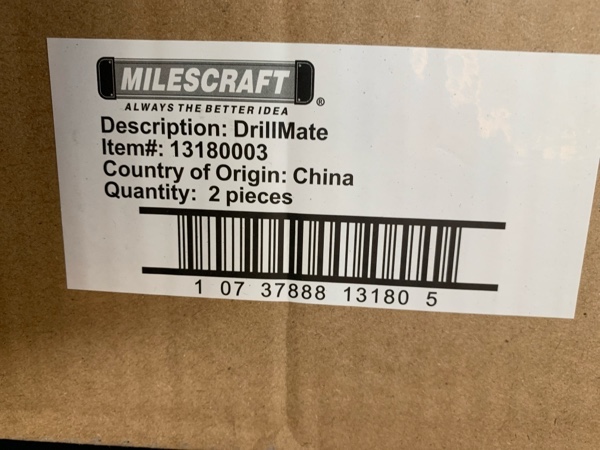 MILESCRAFT ®
ALWAYS THE BETTER IDEA
Description: DrillMate
Item#: 13180003
Country of Origin: China
Quantity: 2 pieces
1 07 37888 13180 5